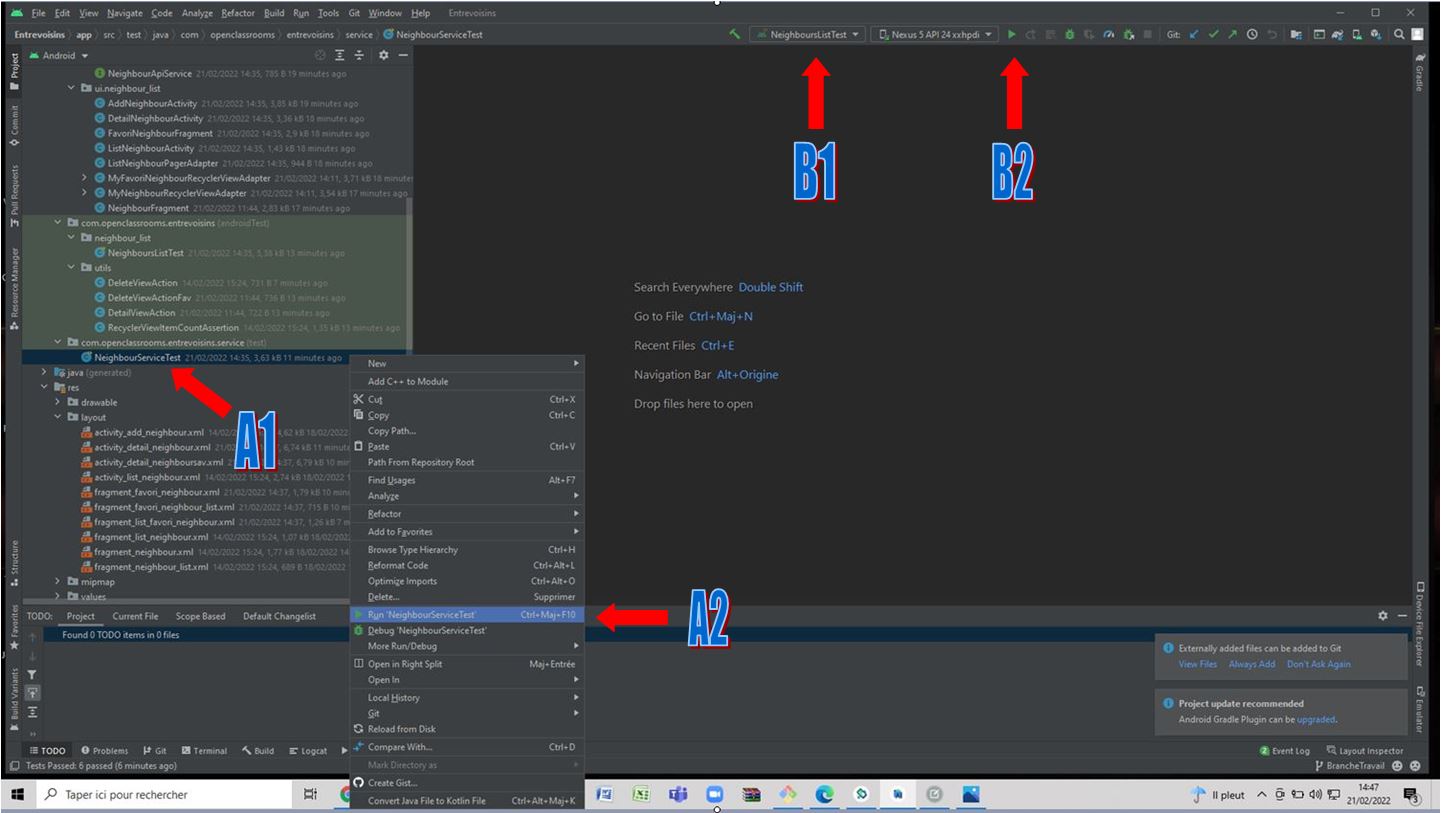 File Edit View Navigate Code Analyze Refactor Build Run Tools Git Window Help Entrevoisins
Entrevoisins app src test java com openclassrooms entrevoisins service NeighbourServiceTest
NeighboursListTest Nexus 5 API 24 xxhpdi Git:
Android
Project
Commit
Pull Requests
Resource Manager
Structure
Favorites
Build Variants
Gradle
Device File Explorer
Emulator
NeighbourApiService 21/02/2022 14:35, 785 B 19 minutes ago
ui.neighbour_list
AddNeighbourActivity 21/02/2022 14:35, 3,85 kB 19 minutes ago
DetailNeighbourActivity 21/02/2022 14:35, 3,36 kB 18 minutes ago
FavoriNeighbourFragment 21/02/2022 14:35, 2,9 kB 18 minutes ago
ListNeighbourActivity 21/02/2022 14:35, 1,43 kB 18 minutes ago
ListNeighbourPagerAdapter 21/02/2022 14:35, 944 B 18 minutes ago
MyFavoriNeighbourRecyclerViewAdapter 21/02/2022 14:11, 3,71 kB 18 minutes
MyNeighbourRecyclerViewAdapter 21/02/2022 14:11, 3,54 kB 17 minutes ago
NeighbourFragment 21/02/2022 11:44, 2,83 kB 17 minutes ago
com.openclassrooms.entrevoisins (androidTest)
neighbour_list
NeighboursListTest 21/02/2022 14:35, 3,38 kB 13 minutes ago
utils
DeleteViewAction 14/02/2022 15:24, 731 B 7 minutes ago
DeleteViewActionFav 21/02/2022 11:44, 736 B 13 minutes ago
DetailViewAction 21/02/2022 11:44, 722 B 13 minutes ago
RecyclerViewItemCountAssertion 14/02/2022 15:24, 1,35 kB 13 minutes ago
com.openclassrooms.entrevoisins.service (test)
NeighbourServiceTest 21/02/2022 14:35, 3,63 kB 11 minutes ago
java (generated)
res
drawable
layout
activity_add_neighbour.xml 14/02 4,62 kB 18/02/2022
activity_detail_neighbour.xml 21/0 6,74 kB 11 minute
activity_detail_neighboursav.xml 14:37, 6,79 kB 10 min
activity_list_neighbour.xml 14/02/2022 15:24, 2,74 kB 18/02/2022
fragment_favori_neighbour.xml 21/02/2022 14:37, 1,79 kB 10 min
fragment_favori_neighbour_list.xml 21/02/2022 14:37, 715 B 10
fragment_list_favori_neighbour.xml 21/02/2022 14:37, 1,26 kB 7
fragment_list_neighbour.xml 14/02/2022 15:24, 1,07 kB 18/02/20
fragment_neighbour.xml 14/02/2022 15:24, 1,77 kB 18/02/2022
fragment_neighbour_list.xml 14/02/2022 15:24, 689 B 18/02/20
mipmap
values
B1
B2
A1
A2
Search Everywhere Double Shift
Go to File Ctrl+Maj+N
Recent Files Ctrl+E
Navigation Bar Alt+Origine
Drop files here to open
New
Add C++ to Module
Cut Ctrl+X
Copy Ctrl+C
Copy Path...
Paste Ctrl+V
Path From Repository Root
Find Usages Alt+F7
Analyze
Refactor
Add to Favorites
Browse Type Hierarchy Ctrl+H
Reformat Code Ctrl+Alt+L
Optimize Imports Ctrl+Alt+O
Delete... Supprimer
Run 'NeighbourServiceTest' Ctrl+Maj+F10
Debug 'NeighbourServiceTest'
More Run/Debug
Open in Right Split Maj+Entrée
Open In
Local History
Git
Reload from Disk
Compare With... Ctrl+D
Mark Directory as
Create Gist...
Convert Java File to Kotlin File Ctrl+Alt+Maj+K
TODO: Project Current File Scope Based Default Changelist
Found 0 TODO items in 0 files
Externally added files can be added to Git
View Files Always Add Don't Ask Again
Project update recommended
Android Gradle Plugin can be upgraded.
TODO Problems Git Terminal Build Logcat
2 Event Log Layout Inspector
Tests Passed: 6 passed (6 minutes ago)
BrancheTravail
Taper ici pour rechercher
Il pleut
14:47
21/02/2022
3